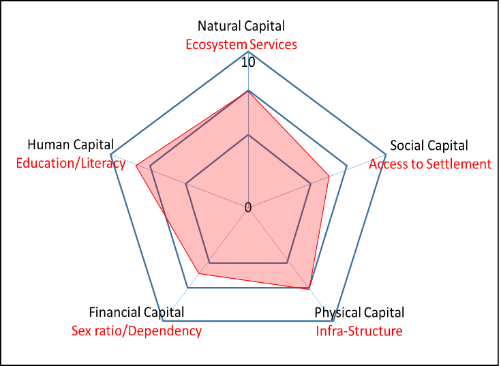 Natural Capital
Ecosystem Services
10
Human Capital
Education/Literacy
Social Capital
Access to Settlement
0
Financial Capital
Sex ratio/Dependency
Physical Capital
Infra-Structure